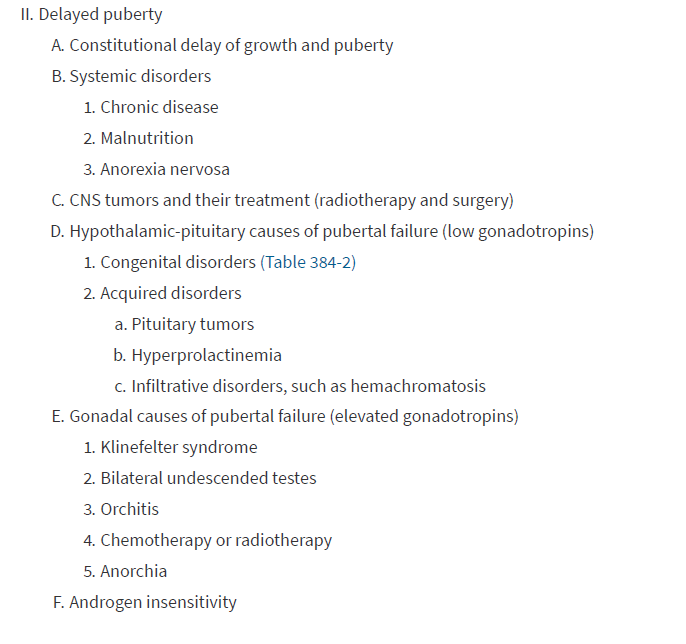 II. Delayed puberty
A. Constitutional delay of growth and puberty
B. Systemic disorders
1. Chronic disease
2. Malnutrition
3. Anorexia nervosa
C. CNS tumors and their treatment (radiotherapy and surgery)
D. Hypothalamic-pituitary causes of pubertal failure (low gonadotropins)
1. Congenital disorders (Table 384-2)
2. Acquired disorders
a. Pituitary tumors
b. Hyperprolactinemia
c. Infiltrative disorders, such as hemachromatosis
E. Gonadal causes of pubertal failure (elevated gonadotropins)
1. Klinefelter syndrome
2. Bilateral undescended testes
3. Orchitis
4. Chemotherapy or radiotherapy
5. Anorchia
F. Androgen insensitivity